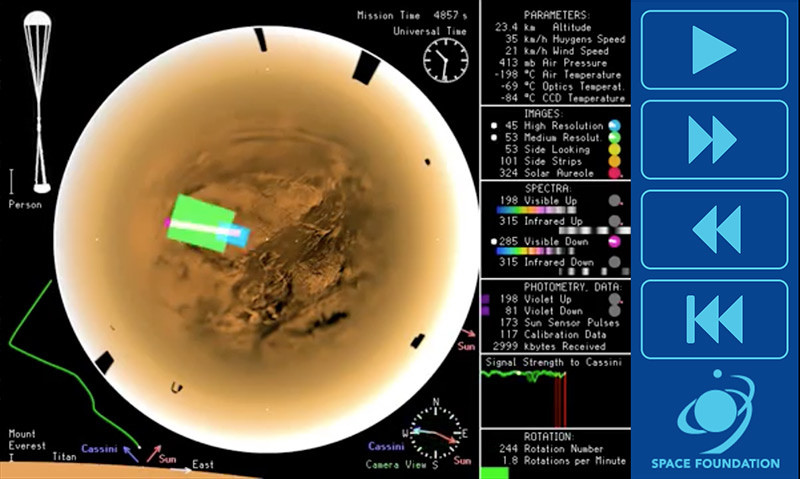 Mission Time 4857 s
Universal Time
Person
Sun
Mount
Everest
I
Titan
Cassini
Sun
East
N
W
E
S
Cassini
Camera View
Sun
PARAMETERS:
23.4 km Altitude
35 km/h Huygens Speed
21 km/h Wind Speed
413 mb Air Pressure
-198 °C Air Temperature
-69 °C Optics Temperat.
-84 °C CCD Temperature
IMAGES:
45 High Resolution
53 Medium Resolut.
53 Side Looking
101 Side Strips
324 Solar Aureole
SPECTRA:
198 Visible Up
315 Infrared Up
285 Visible Down
315 Infrared Down
PHOTOMETRY, DATA:
198 Violet Up
81 Violet Down
173 Sun Sensor Pulses
117 Calibration Data
2999 kbytes Received
Signal Strength to Cassini
ROTATION:
244 Rotation Number
1.8 Rotations per Minute
SPACE FOUNDATION